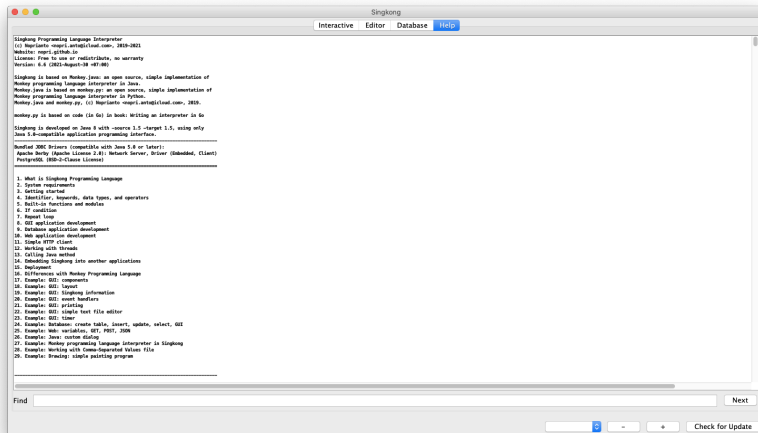 Singkong
Interactive Editor Database Help
Singkong Programming Language Interpreter
(c) Noprianto <nopri.anto@icloud.com>, 2019-2021
Website: nopri.github.io
License: Free to use or redistribute, no warranty
Version: 6.6 (2021-August-30 +07:00)
Singkong is based on Monkey.java: an open source, simple implementation of
Monkey programming language interpreter in Java.
Monkey.java is based on monkey.py: an open source, simple implementation of
Monkey programming language interpreter in Python.
Monkey.java and monkey.py, (c) Noprianto <nopri.anto@icloud.com>, 2019.
monkey.py is based on code (in Go) in book: Writing an interpreter in Go
Singkong is developed on Java 8 with -source 1.5 -target 1.5, using only
Java 5.0-compatible application programming interface.
Bundled JDBC Drivers (compatible with Java 5.0 or later):
Apache Derby (Apache License 2.0): Network Server, Driver (Embedded, Client)
PostgreSQL (BSD-2-Clause License)
1. What is Singkong Programming Language
2. System requirements
3. Getting started
4. Identifier, keywords, data types, and operators
5. Built-in functions and modules
6. If condition
7. Repeat loop
8. GUI application development
9. Database application development
10. Web application development
11. Simple HTTP client
12. Working with threads
13. Calling Java method
14. Embedding Singkong into another applications
15. Deployment
16. Differences with Monkey Programming Language
17. Example: GUI: components
18. Example: GUI: layout
19. Example: GUI: Singkong information
20. Example: GUI: event handlers
21. Example: GUI: printing
22. Example: GUI: simple text file editor
23. Example: GUI: timer
24. Example: Database: create table, insert, update, select, GUI
25. Example: Web: variables, GET, POST, JSON
26. Example: Java: custom dialog
27. Example: Monkey programming language interpreter in Singkong
28. Example: Working with Comma-Separated Values file
29. Example: Drawing: simple painting program
Find Next
- + Check for Update